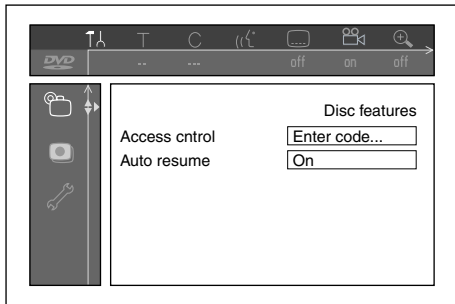 T C
DVD -- --- off on off
Disc features
Access cntrol Enter code...
Auto resume On